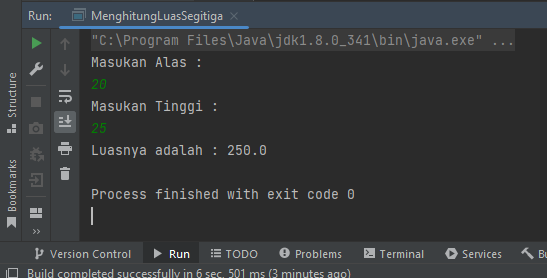 Run: MenghitungLuasSegitiga ×
"C:\Program Files\Java\jdk1.8.0_341\bin\java.exe" ...
Masukan Alas :
20
Masukan Tinggi :
25
Luasnya adalah : 250.0
Process finished with exit code 0
Structure
Bookmarks
Version Control Run TODO Problems Terminal Services Bu
Build completed successfully in 6 sec, 501 ms (3 minutes ago)